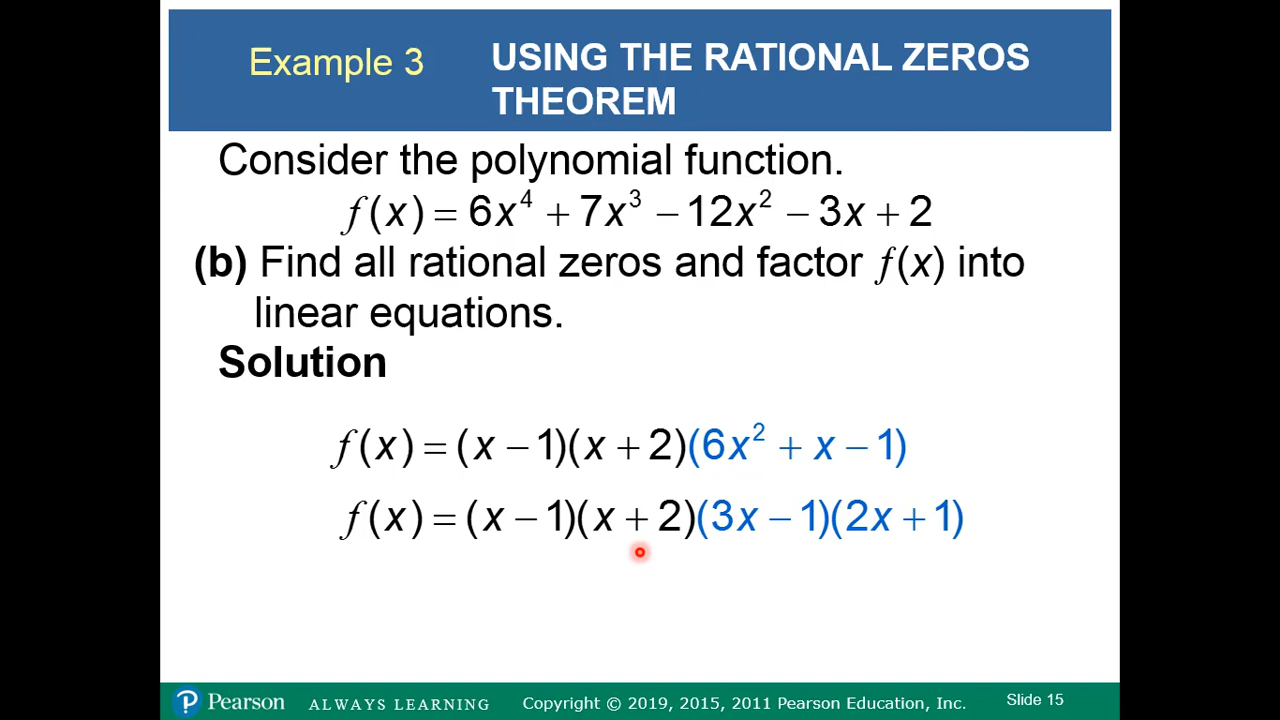 Example 3
USING THE RATIONAL ZEROS
THEOREM
Consider the polynomial function.
f(x) = 6x⁴ + 7x³ − 12x² − 3x + 2
(b) Find all rational zeros and factor f(x) into
linear equations.
Solution
f(x) = (x − 1)(x + 2)(6x² + x − 1)
f(x) = (x − 1)(x + 2)(3x − 1)(2x + 1)
P Pearson ALWAYS LEARNING Copyright © 2019, 2015, 2011 Pearson Education, Inc. Slide 15